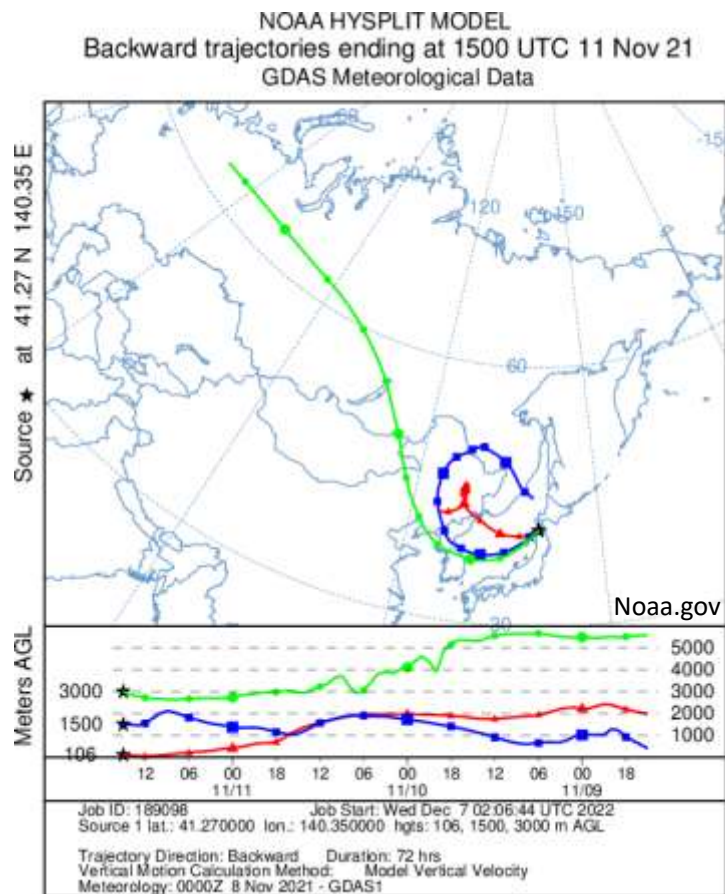 NOAA HYSPLIT MODEL
Backward trajectories ending at 1500 UTC 11 Nov 21
GDAS Meteorological Data
Source ★ at 41.27 N 140.35 E
-15
120
150
60
Noaa.gov
30
Meters AGL
3000
1500
106
5000
4000
3000
2000
1000
12 06 00 18 12 06 00 18 12 06 00 18
11/11 11/10 11/09
Job ID: 189098 Job Start: Wed Dec 7 02:06:44 UTC 2022
Source 1 lat.: 41.270000 lon.: 140.350000 hgts: 106, 1500, 3000 m AGL
Trajectory Direction: Backward Duration: 72 hrs
Vertical Motion Calculation Method: Model Vertical Velocity
Meteorology: 0000Z 8 Nov 2021 - GDAS1